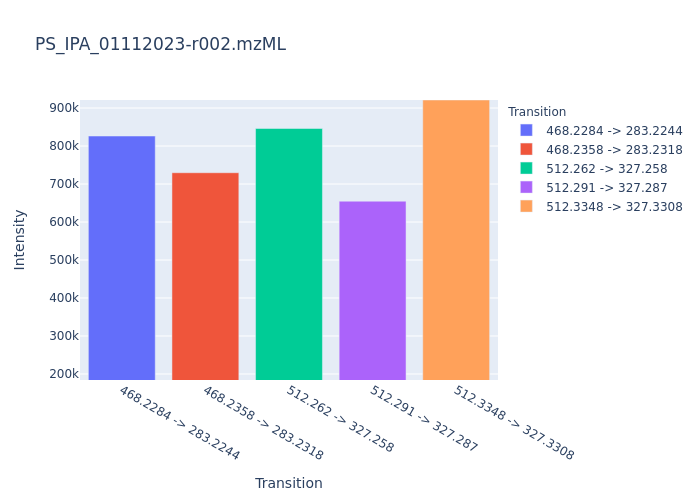 PS_IPA_01112023-r002.mzML
Intensity
900k
800k
700k
600k
500k
400k
300k
200k
468.2284 -> 283.2244
468.2358 -> 283.2318
512.262 -> 327.258
512.291 -> 327.287
512.3348 -> 327.3308
Transition
Transition
468.2284 -> 283.2244
468.2358 -> 283.2318
512.262 -> 327.258
512.291 -> 327.287
512.3348 -> 327.3308